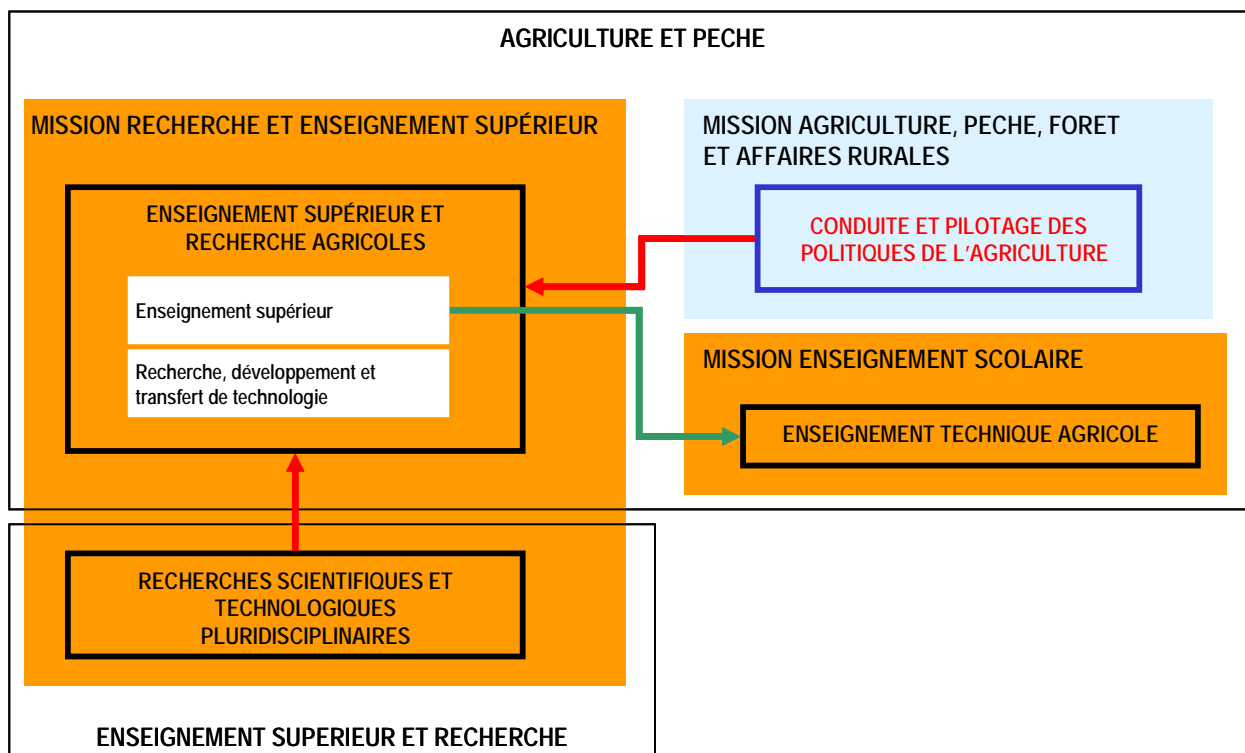 AGRICULTURE ET PECHE
MISSION RECHERCHE ET ENSEIGNEMENT SUPÉRIEUR
ENSEIGNEMENT SUPÉRIEUR ET
RECHERCHE AGRICOLES
Enseignement supérieur
Recherche, développement et
transfert de technologie
MISSION AGRICULTURE, PECHE, FORET
ET AFFAIRES RURALES
CONDUITE ET PILOTAGE DES
POLITIQUES DE L'AGRICULTURE
MISSION ENSEIGNEMENT SCOLAIRE
ENSEIGNEMENT TECHNIQUE AGRICOLE
RECHERCHES SCIENTIFIQUES ET
TECHNOLOGIQUES
PLURIDISCIPLINAIRES
ENSEIGNEMENT SUPERIEUR ET RECHERCHE